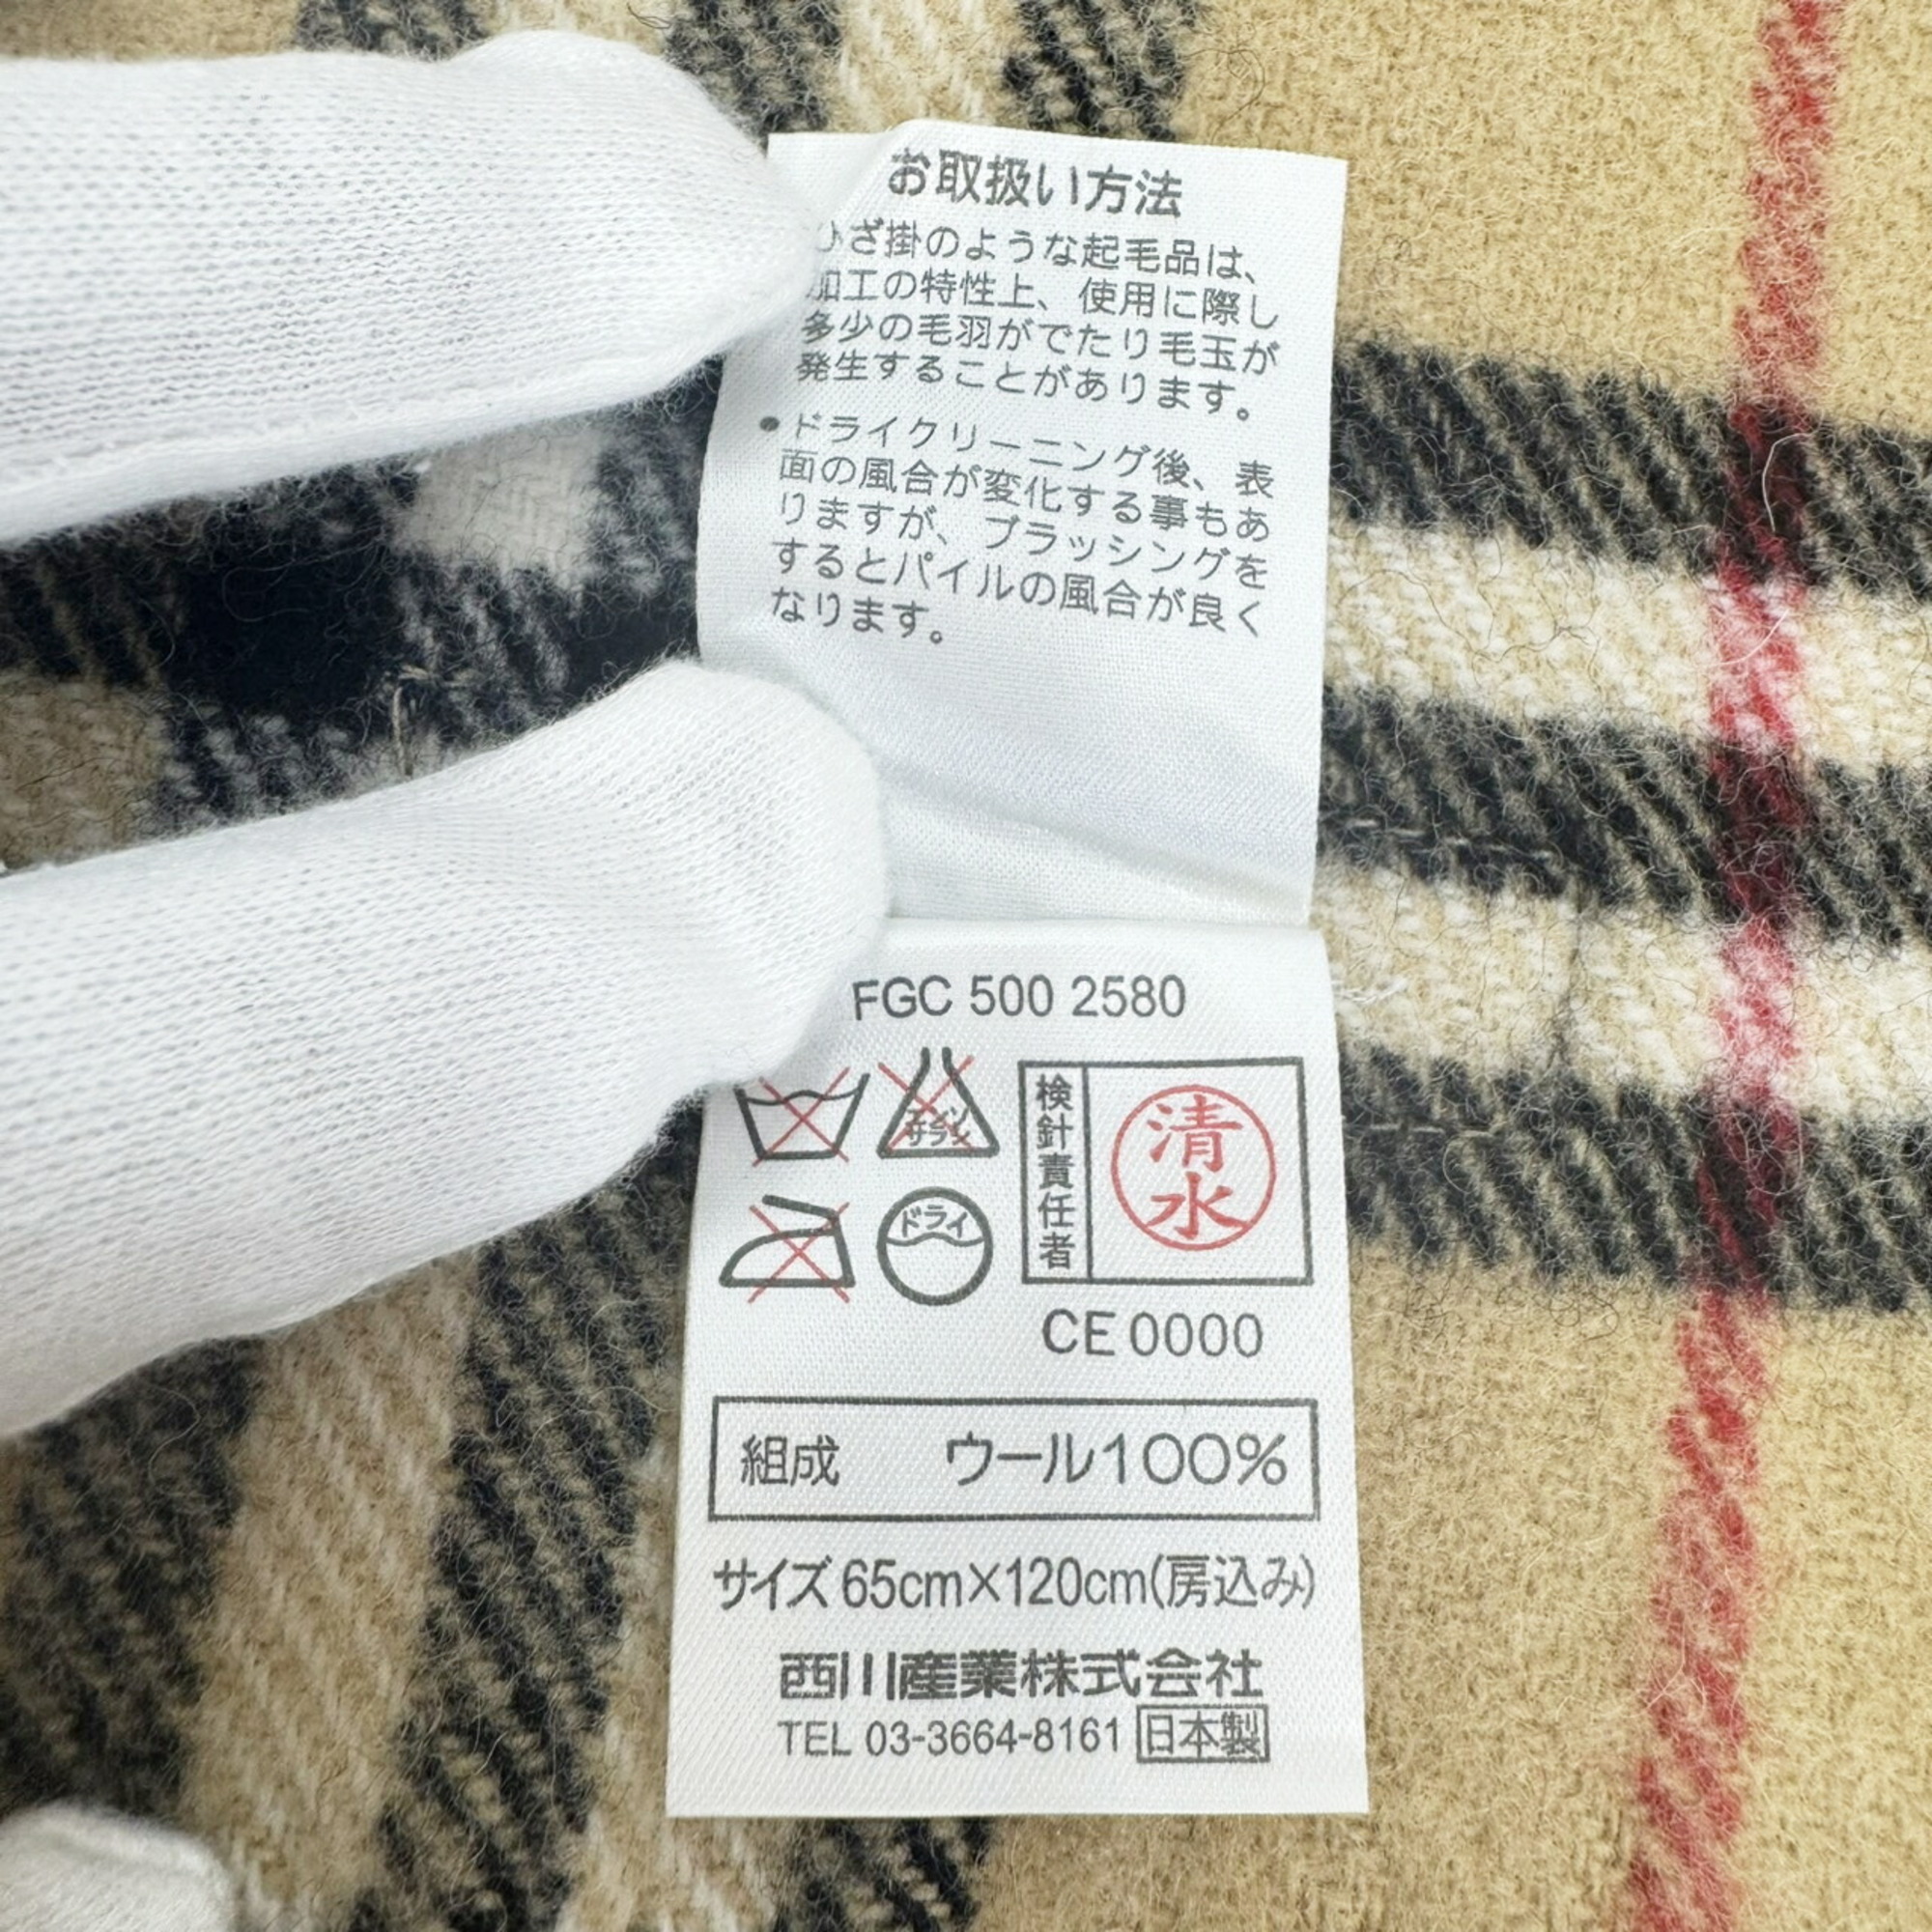 お取扱い方法
ひざ掛のような起毛品は、
加工の特性上、使用に際し
多少の毛羽がでたり毛玉が
発生することがあります。
•ドライクリーニング後、表
面の風合が変化する事もあ
りますが、ブラッシングを
するとパイルの風合が良く
なります。
FGC 500 2580
エンソ
サラシ
ドライ
検針責任者
清水
CE 0000
組成 ウール100%
サイズ 65cm×120cm(房込み)
西川産業株式会社
TEL 03-3664-8161 日本製